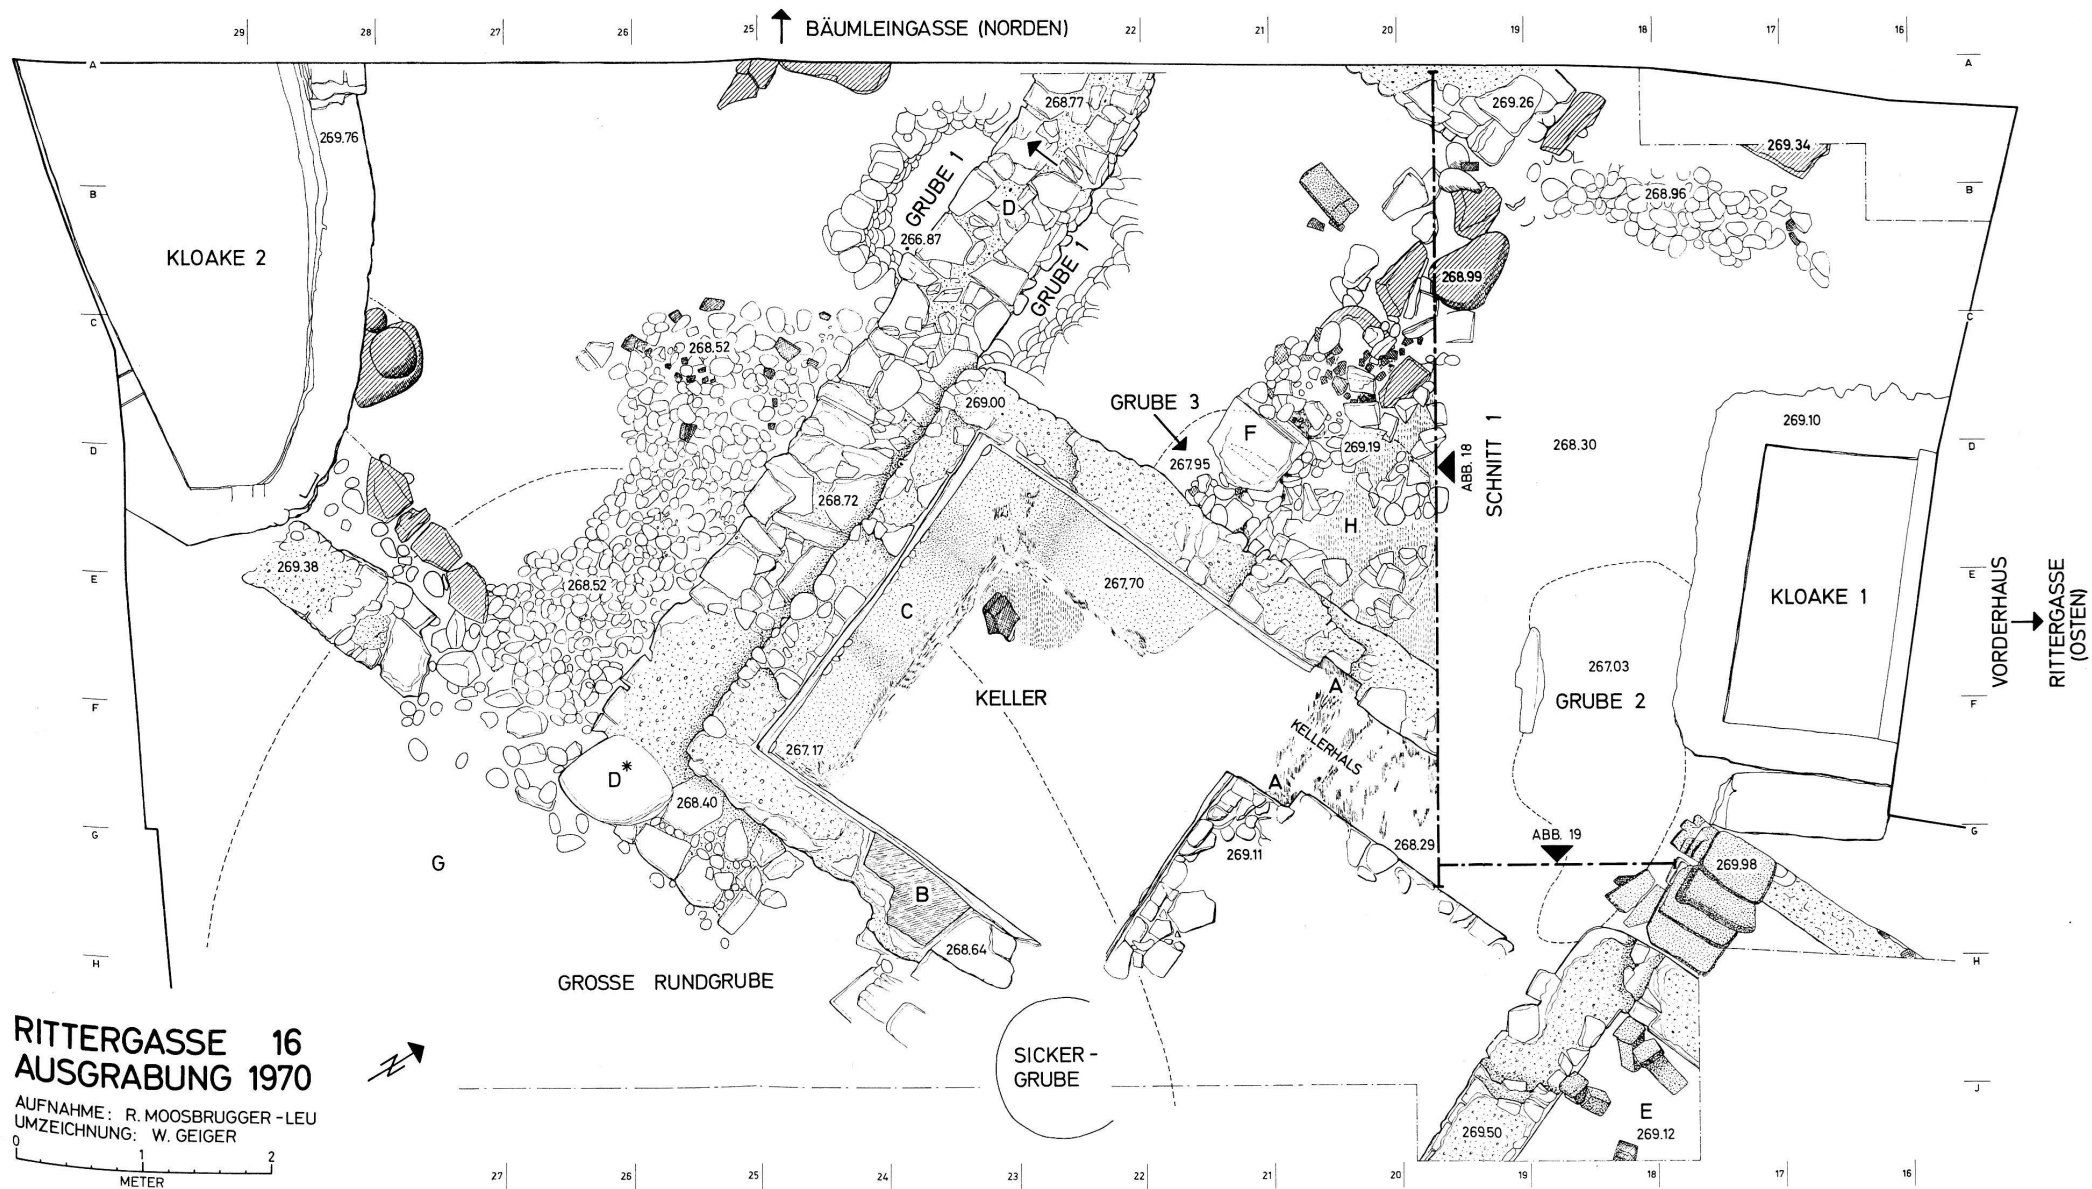 29 28 27 26 25 BÄUMLEINGASSE (NORDEN) 22 21 20 19 18 17 16
A
A
268.77
269.26
269.76
269.34
GRUBE 1
B
B
268.96
D
266.87
KLOAKE 2
GRUBE 1
268.99
C
C
268.52
269.00
GRUBE 3
269.10
F
SCHNITT 1
D
269.19
268.30
D
267.95
ABB. 18
268.72
H
269.38
E
268.52
267.70
E
KLOAKE 1
VORDERHAUS
RITTERGASSE
(OSTEN)
C
267.03
A
KELLER
GRUBE 2
F
F
KELLERHALS
267.17
D*
A
268.40
G
ABB. 19
G
268.29
269.11
G
269.98
B
268.64
H
H
GROSSE RUNDGRUBE
RITTERGASSE 16
AUSGRABUNG 1970
SICKER-
GRUBE
J
AUFNAHME: R. MOOSBRUGGER-LEU
UMZEICHNUNG: W. GEIGER
E
269.50
269.12
0 1 2
METER
27 26 25 24 23 22 21 20 19 18 17 16